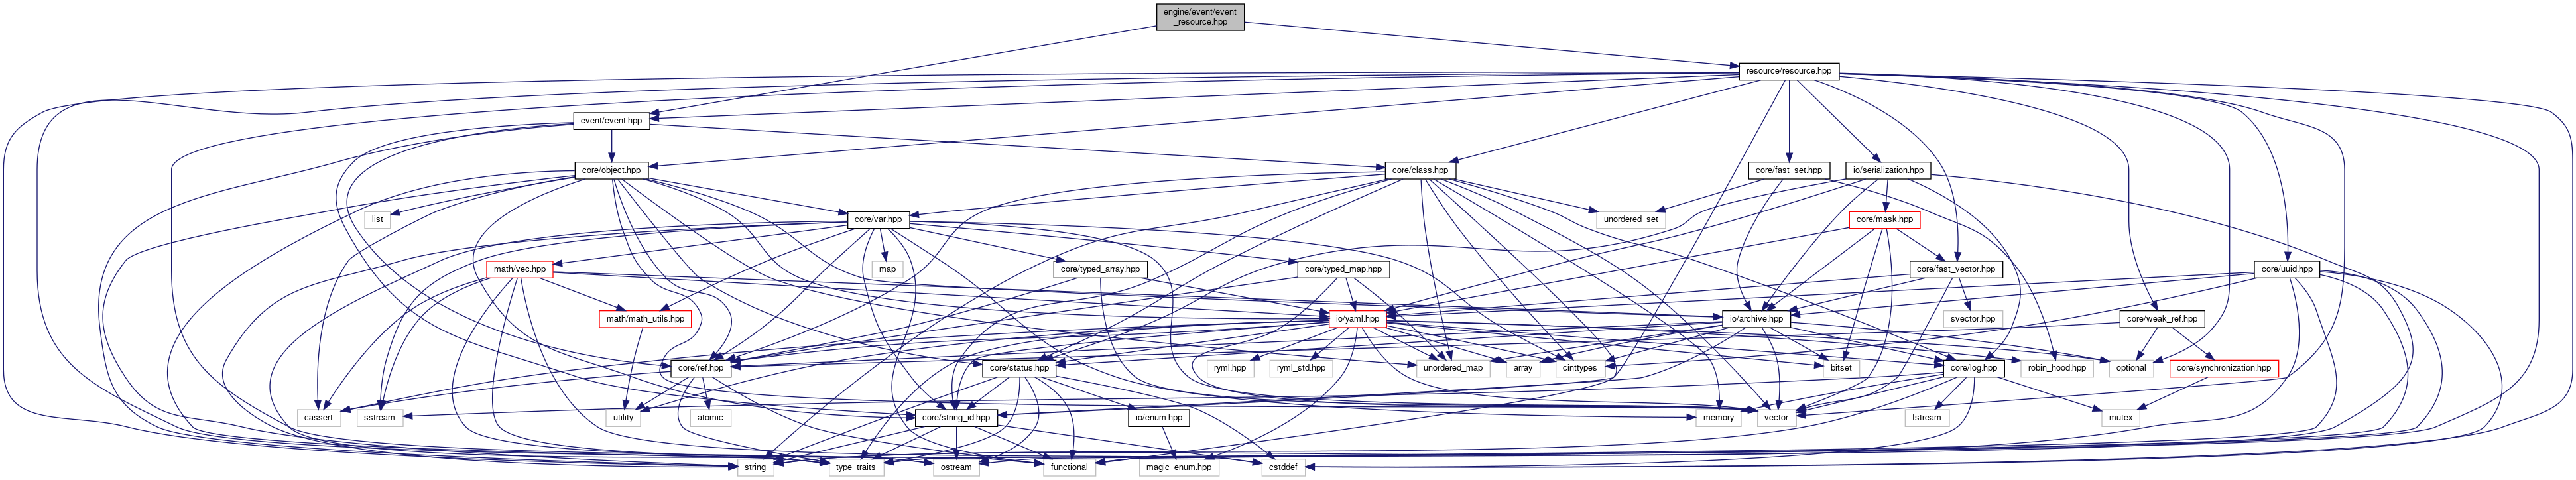 engine/event/event
_resource.hpp
resource/resource.hpp
event/event.hpp
core/object.hpp
core/class.hpp
core/fast_set.hpp
io/serialization.hpp
list
core/var.hpp
unordered_set
core/mask.hpp
math/vec.hpp
map
core/typed_array.hpp
core/typed_map.hpp
core/fast_vector.hpp
core/uuid.hpp
math/math_utils.hpp
io/yaml.hpp
io/archive.hpp
svector.hpp
core/weak_ref.hpp
core/ref.hpp
core/status.hpp
ryml.hpp
ryml_std.hpp
unordered_map
array
cinttypes
bitset
core/log.hpp
robin_hood.hpp
optional
core/synchronization.hpp
cassert
sstream
utility
atomic
core/string_id.hpp
io/enum.hpp
memory
vector
fstream
mutex
string
type_traits
ostream
functional
magic_enum.hpp
cstddef